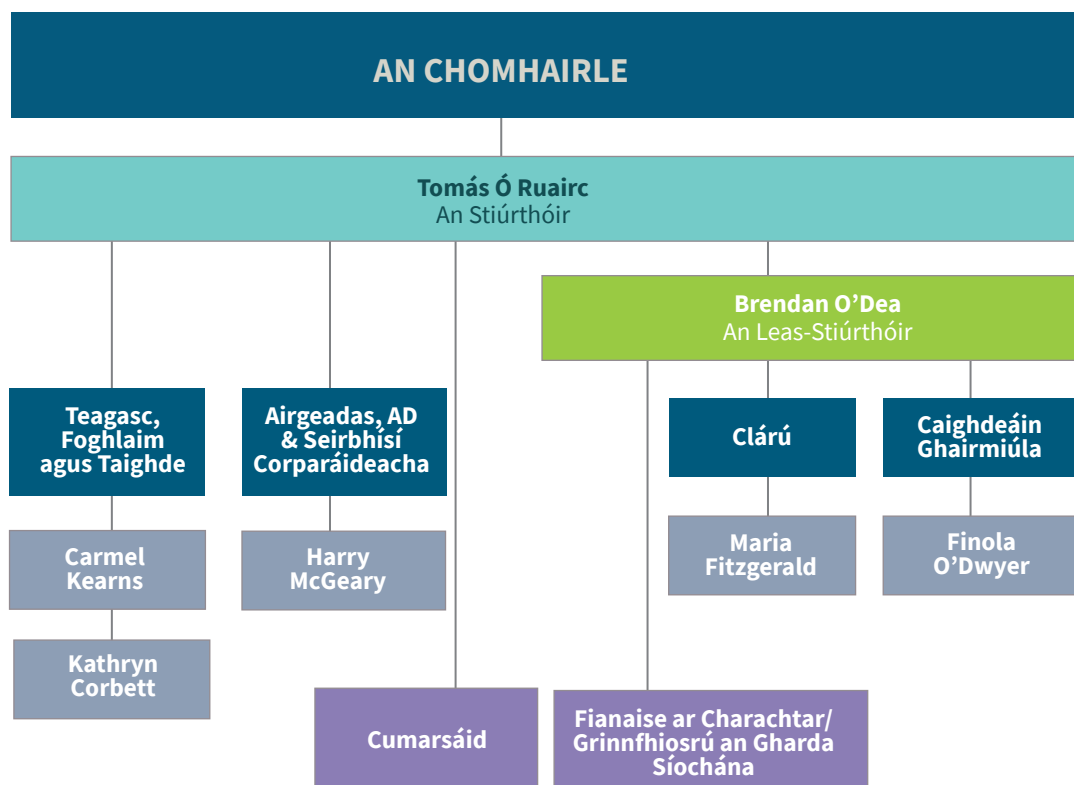 AN CHOMHAIRLE
Tomás Ó Ruairc
An Stiúrthóir
Brendan O’Dea
An Leas-Stiúrthóir
Teagasc,
Foghlaim
agus Taighde
Airgeadas, AD
& Seirbhísí
Corparáideacha
Clárú
Caighdeáin
Ghairmiúla
Carmel
Kearns
Harry
McGeary
Maria
Fitzgerald
Finola
O’Dwyer
Kathryn
Corbett
Cumarsáid
Fianaise ar Charachtar/
Grinnfhiosrú an Gharda
Síochána